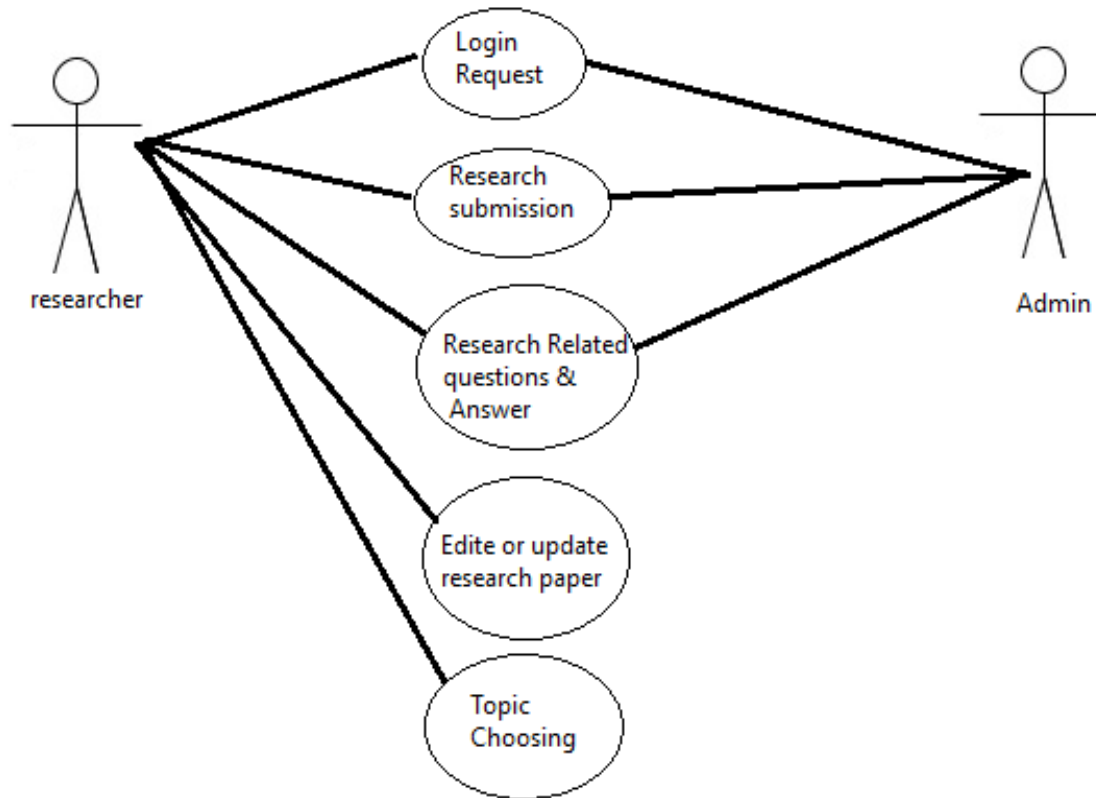 Login
Request
Research
submission
researcher
Admin
Research Related
questions &
Answer
Edite or update
research paper
Topic
Choosing